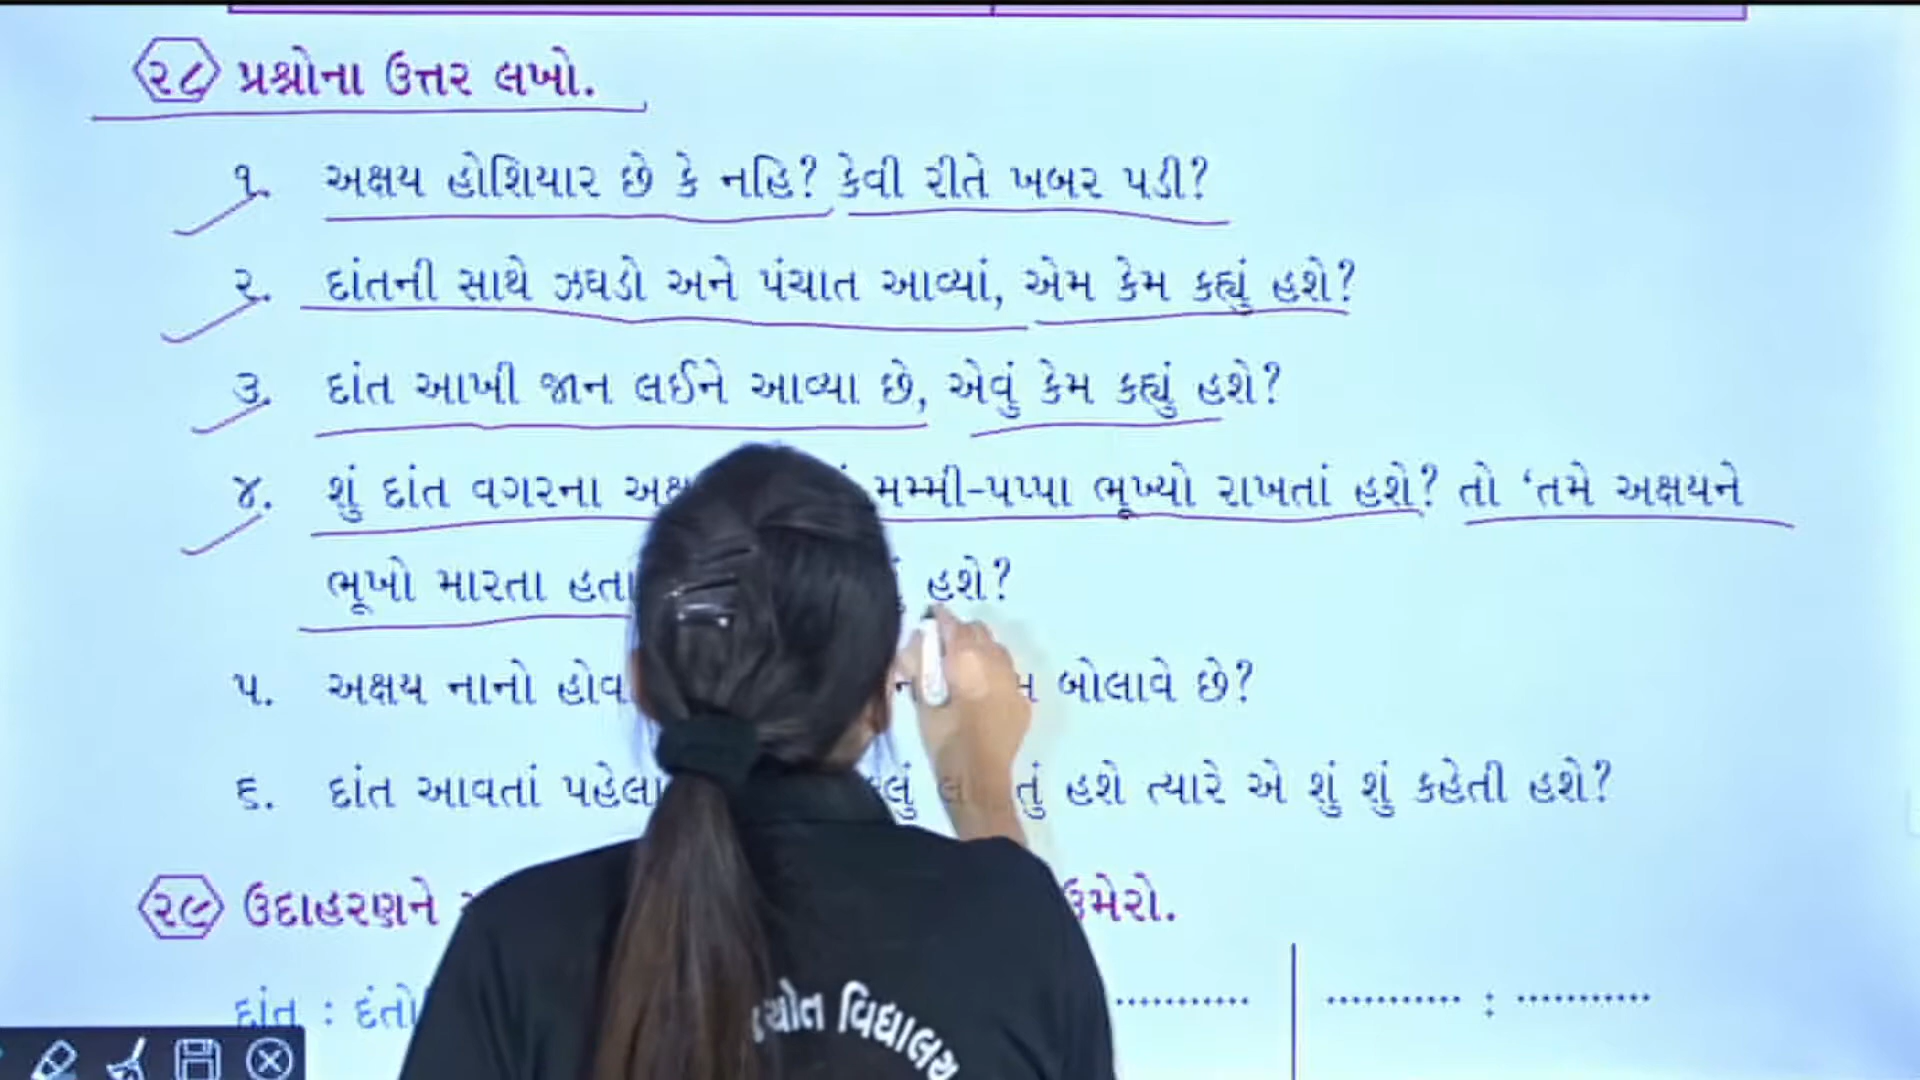 ૨૮ પ્રશ્નોના ઉત્તર લખો.
૧. અક્ષય હોશિયાર છે કે નહિ? કેવી રીતે ખબર પડી?
૨. દાંતની સાથે ઝઘડો અને પંચાત આવ્યાં, એમ કેમ કહ્યું હશે?
૩. દાંત આખી જાન લઈને આવ્યા છે, એવું કેમ કહ્યું હશે?
૪. શું દાંત વગરના મમ્મી-પપ્પા ભૂખ્યો રાખતાં હશે? તો ‘તમે અક્ષયને
ભૂખો મારતા હતા હશે?
૫. અક્ષય નાનો બોલાવે છે?
૬. દાંત આવતાં હશે ત્યારે એ શું શું કહેતી હશે?
૨૯ ઉદાહરણને ઉમેરો.
દાંત : ........... : ...........
વિદ્યાલય